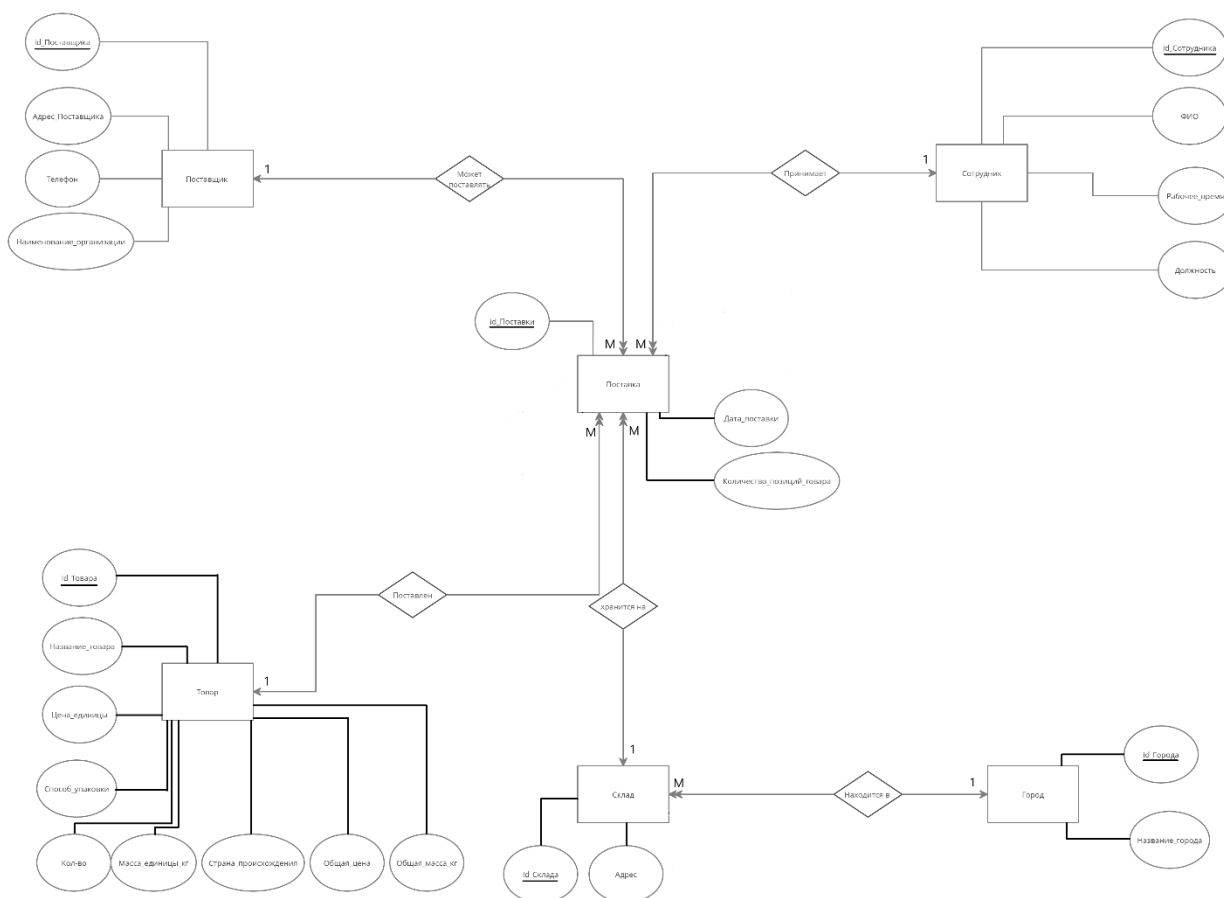 id_Поставщика
id_Сотрудника
Адрес_Поставщика
ФИО
Поставщик
1
Может
поставлять
Принимает
1
Сотрудник
Телефон
Рабочее_время
Наименование_организации
Должность
id_Поставки
M
M
Поставка
Дата_поставки
M
M
Количество_позиций_товара
id_Товара
Поставлен
хранится на
Название_товара
Товар
1
Цена_единицы
1
Способ_упаковки
Склад
M
Находится в
1
Город
id_Города
Название_города
Кол-во
Масса_единицы_кг
Страна_происхождения
Общая_цена
Общая_масса_кг
Id_Склада
Адрес